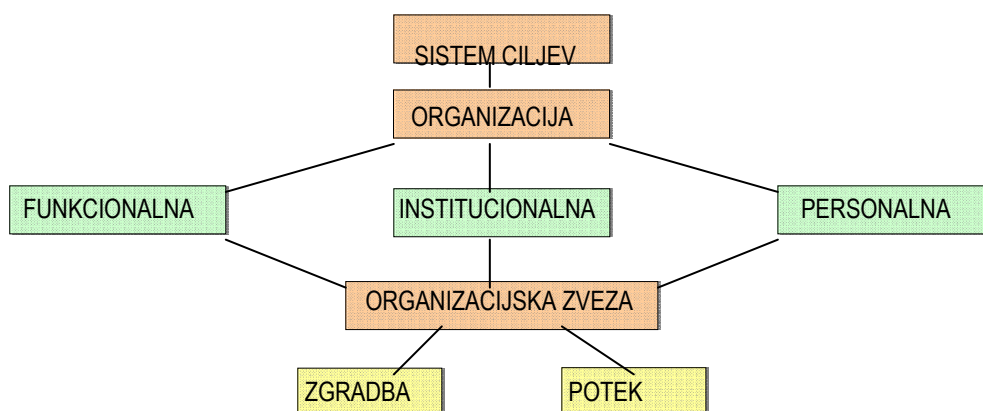 SISTEM CILJEV
ORGANIZACIJA
FUNKCIONALNA
INSTITUCIONALNA
PERSONALNA
ORGANIZACIJSKA ZVEZA
ZGRADBA
POTEK